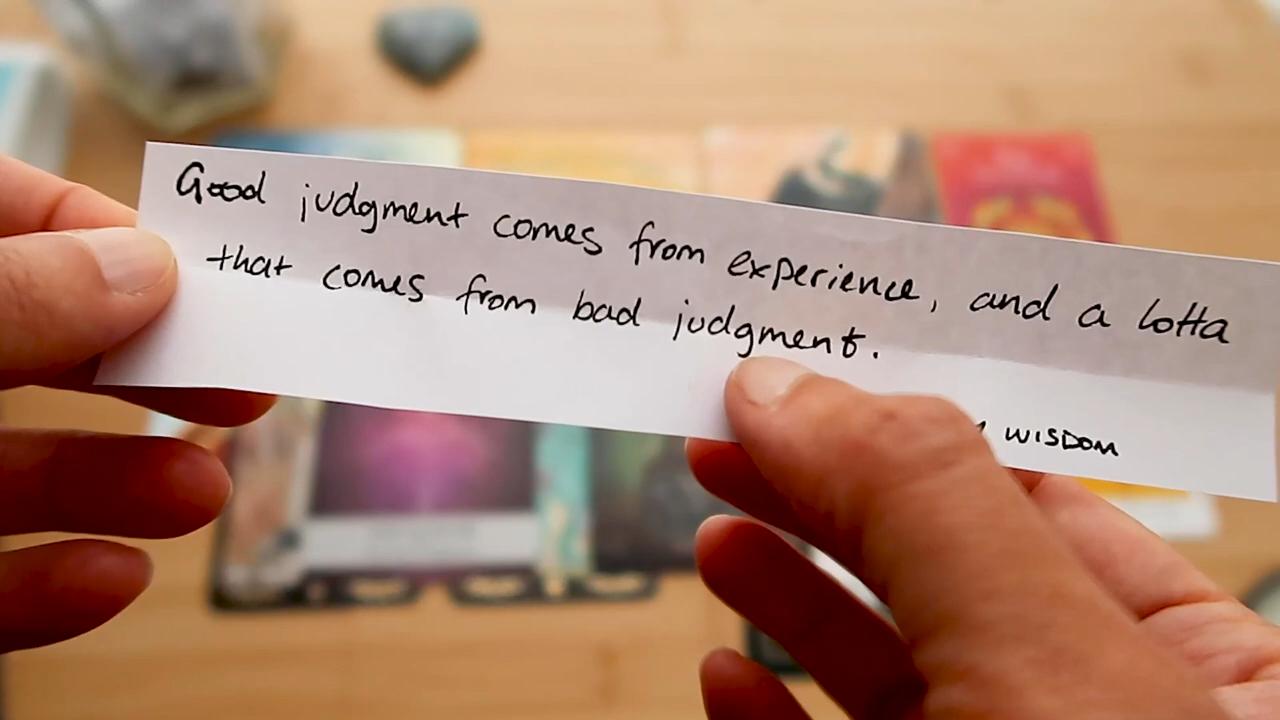 Good judgment comes from experience, and a lotta
that comes from bad judgment.
WISDOM